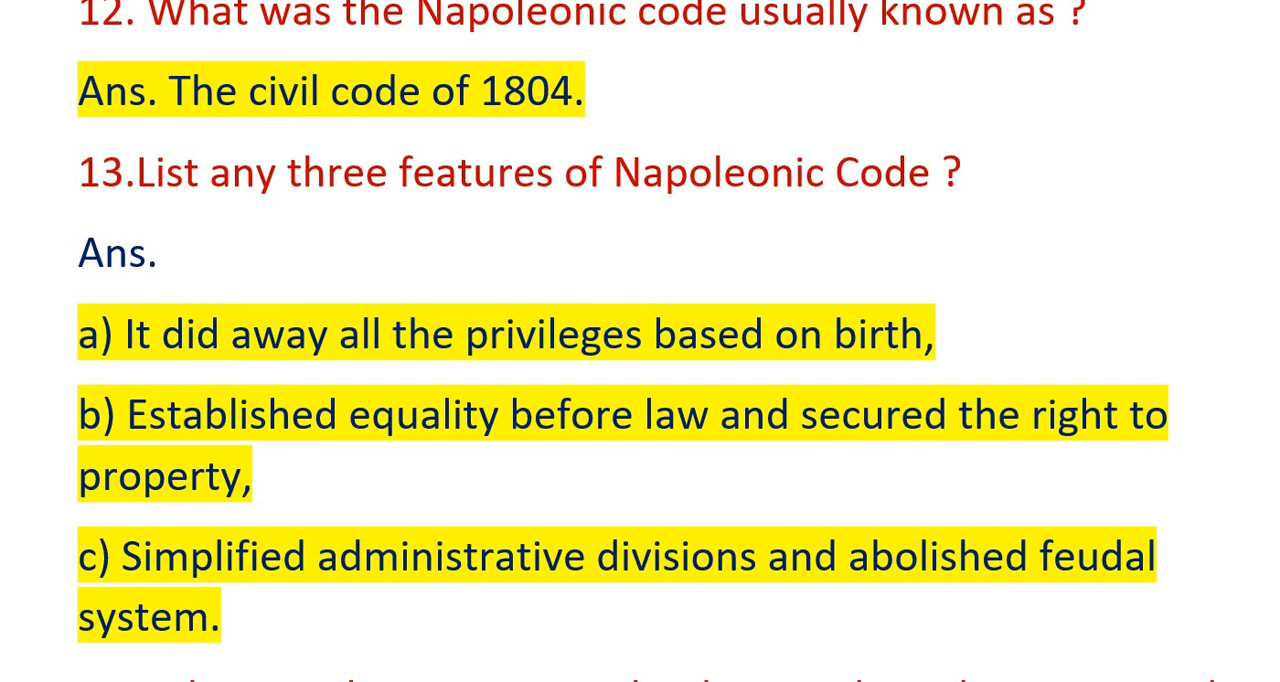 12. What was the Napoleonic code usually known as ?
Ans. The civil code of 1804.
13.List any three features of Napoleonic Code ?
Ans.
a) It did away all the privileges based on birth,
b) Established equality before law and secured the right to
property,
c) Simplified administrative divisions and abolished feudal
system.